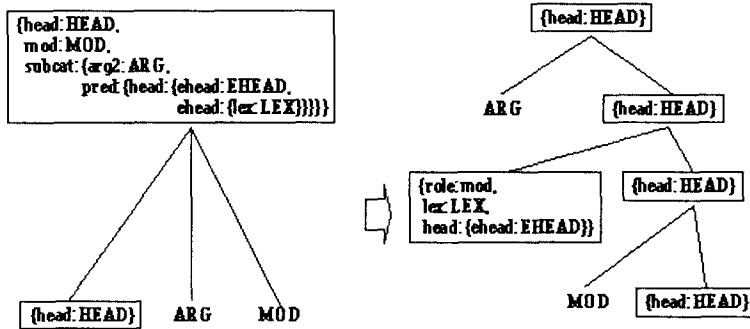 {head:HEAD,
mod:MOD,
subcat:{arg2:ARG,
pred:{head:{ehead:EHEAD,
ehead:{lex:LEX}}}}}
{head:HEAD}
ARG
MOD
{head:HEAD}
ARG
{head:HEAD}
{role:mod,
lex:LEX,
head:{ehead:EHEAD}}
{head:HEAD}
MOD
{head:HEAD}